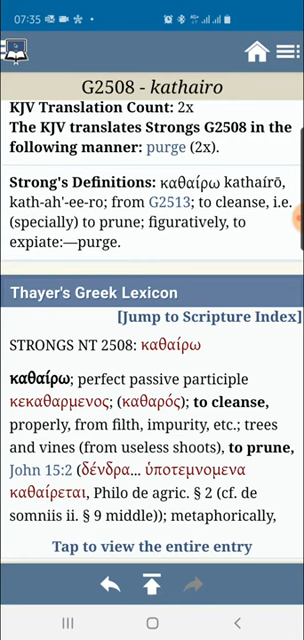 07:35
G2508 - kathairo
KJV Translation Count: 2x
The KJV translates Strongs G2508 in the
following manner: purge (2x).
Strong's Definitions: καθαίρω kathaírō,
kath-ah'-ee-ro; from G2513; to cleanse, i.e.
(specially) to prune; figuratively, to
expiate:—purge.
Thayer's Greek Lexicon
[Jump to Scripture Index]
STRONGS NT 2508: καθαίρω
καθαίρω; perfect passive participle
κεκαθαρμενος; (καθαρός); to cleanse,
properly, from filth, impurity, etc.; trees
and vines (from useless shoots), to prune,
John 15:2 (δένδρα... ὑποτεμνομενα
καθαίρεται, Philo de agric. § 2 (cf. de
somniis ii. § 9 middle)); metaphorically,
Tap to view the entire entry